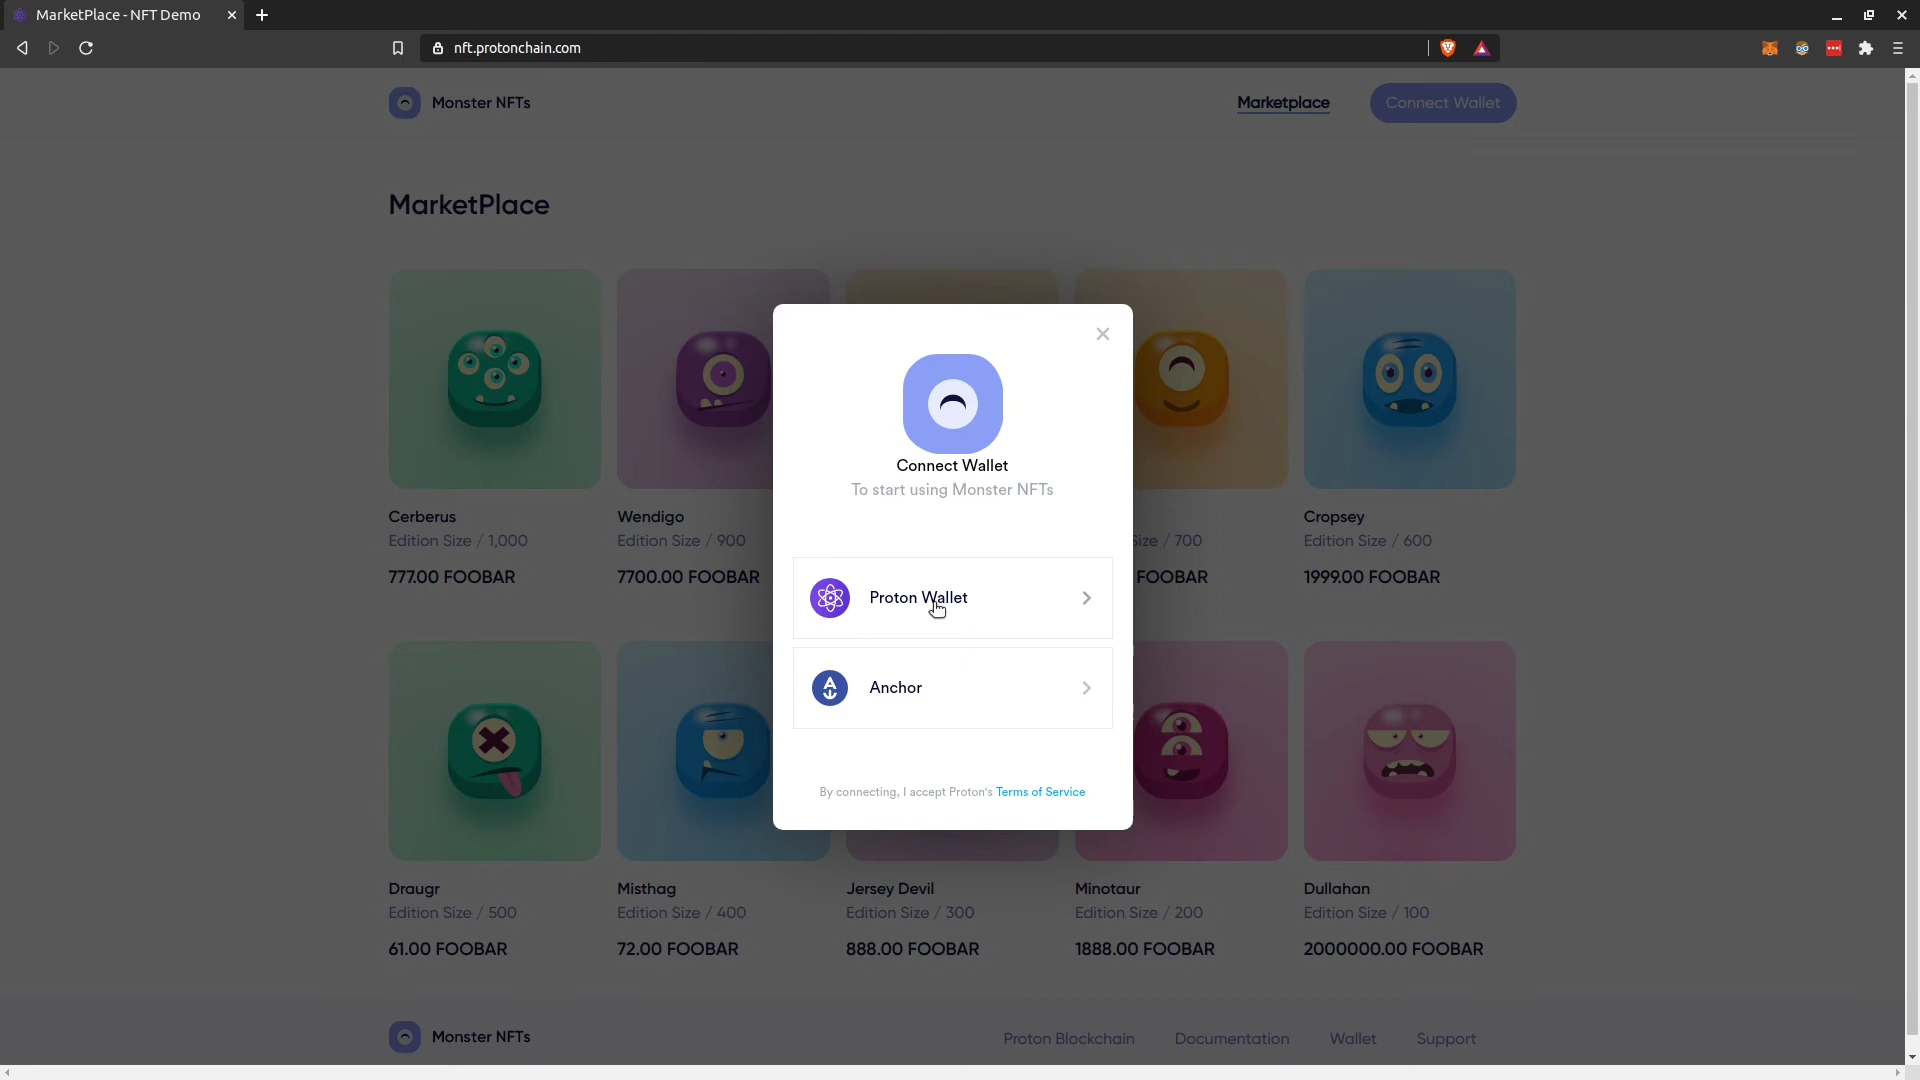 MarketPlace - NFT Demo
nft.protonchain.com
Monster NFTs
Marketplace
Connect Wallet
MarketPlace
Connect Wallet
To start using Monster NFTs
Cerberus
Wendigo
Cropsey
Edition Size / 1,000
Edition Size / 900
Size / 700
Edition Size / 600
777.00 FOOBAR
7700.00 FOOBAR
FOOBAR
1999.00 FOOBAR
Proton Wallet
Anchor
By connecting, I accept Proton's Terms of Service
Draugr
Misthag
Jersey Devil
Minotaur
Dullahan
Edition Size / 500
Edition Size / 400
Edition Size / 300
Edition Size / 200
Edition Size / 100
61.00 FOOBAR
72.00 FOOBAR
888.00 FOOBAR
1888.00 FOOBAR
2000000.00 FOOBAR
Monster NFTs
Proton Blockchain
Documentation
Wallet
Support